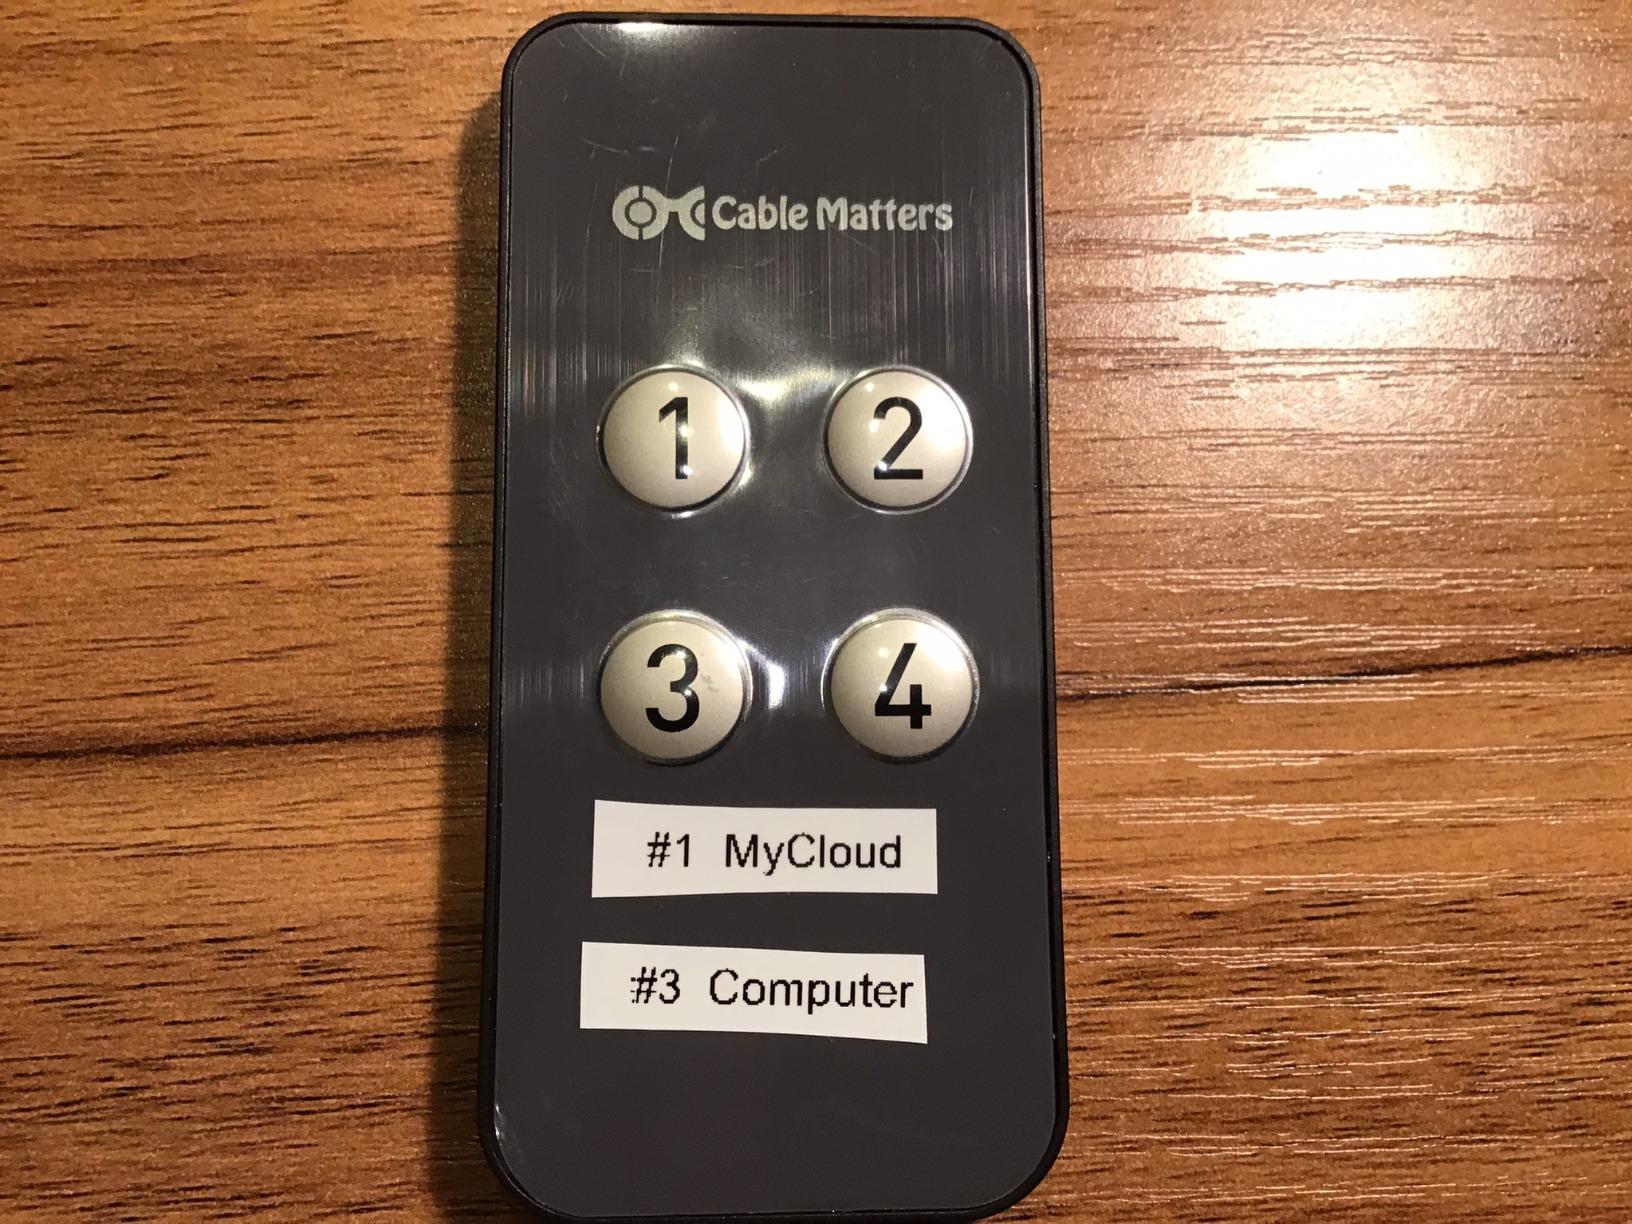 Cable Matters
1 2
3 4
#1 MyCloud
#3 Computer